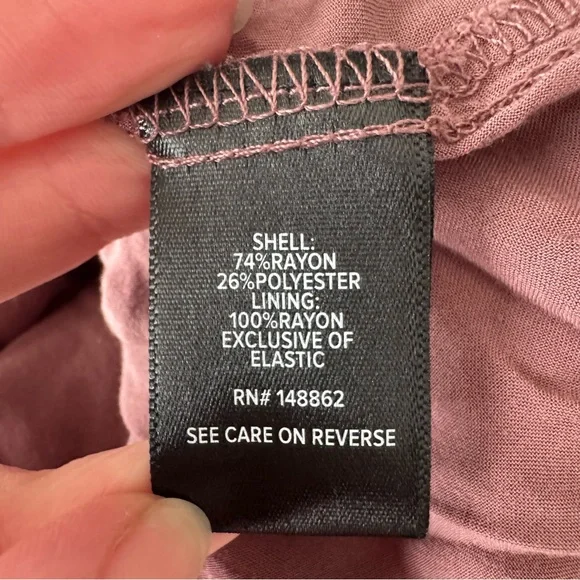 SHELL:
74%RAYON
26%POLYESTER
LINING:
100%RAYON
EXCLUSIVE OF
ELASTIC
RN# 148862
SEE CARE ON REVERSE